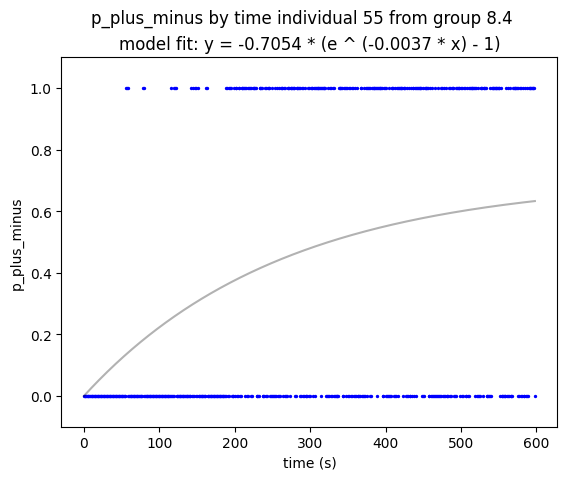 p_plus_minus by time individual 55 from group 8.4
model fit: y = -0.7054 * (e ^ (-0.0037 * x) - 1)
1.0
0.8
0.6
0.4
0.2
0.0
p_plus_minus
0 100 200 300 400 500 600
time (s)